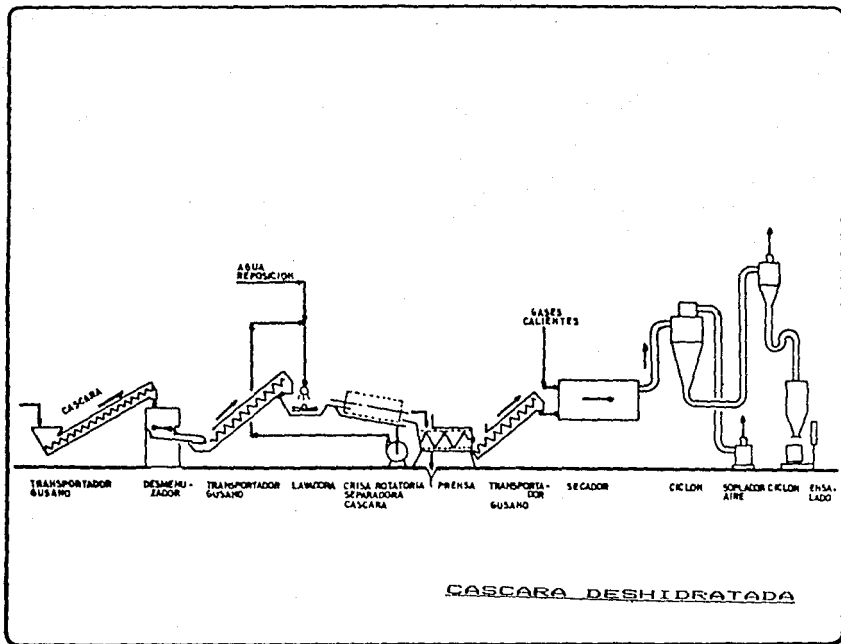 AGUA
REPOSICION
GASES
CALIENTES
CASCARA
TRANSPORTADOR
GUSANO
DESMENU-
ZADOR
TRANSPORTADOR
GUSANO
LAVADORA
CRISA ROTATORIA
SEPARADORA
CASCARA
PRENSA
TRANSPORTA-
DOR
GUSANO
SECADOR
CICLON
SOPLADOR
AIRE
CICLON
ENSA-
LADO
CASCARA DESHIDRATADA